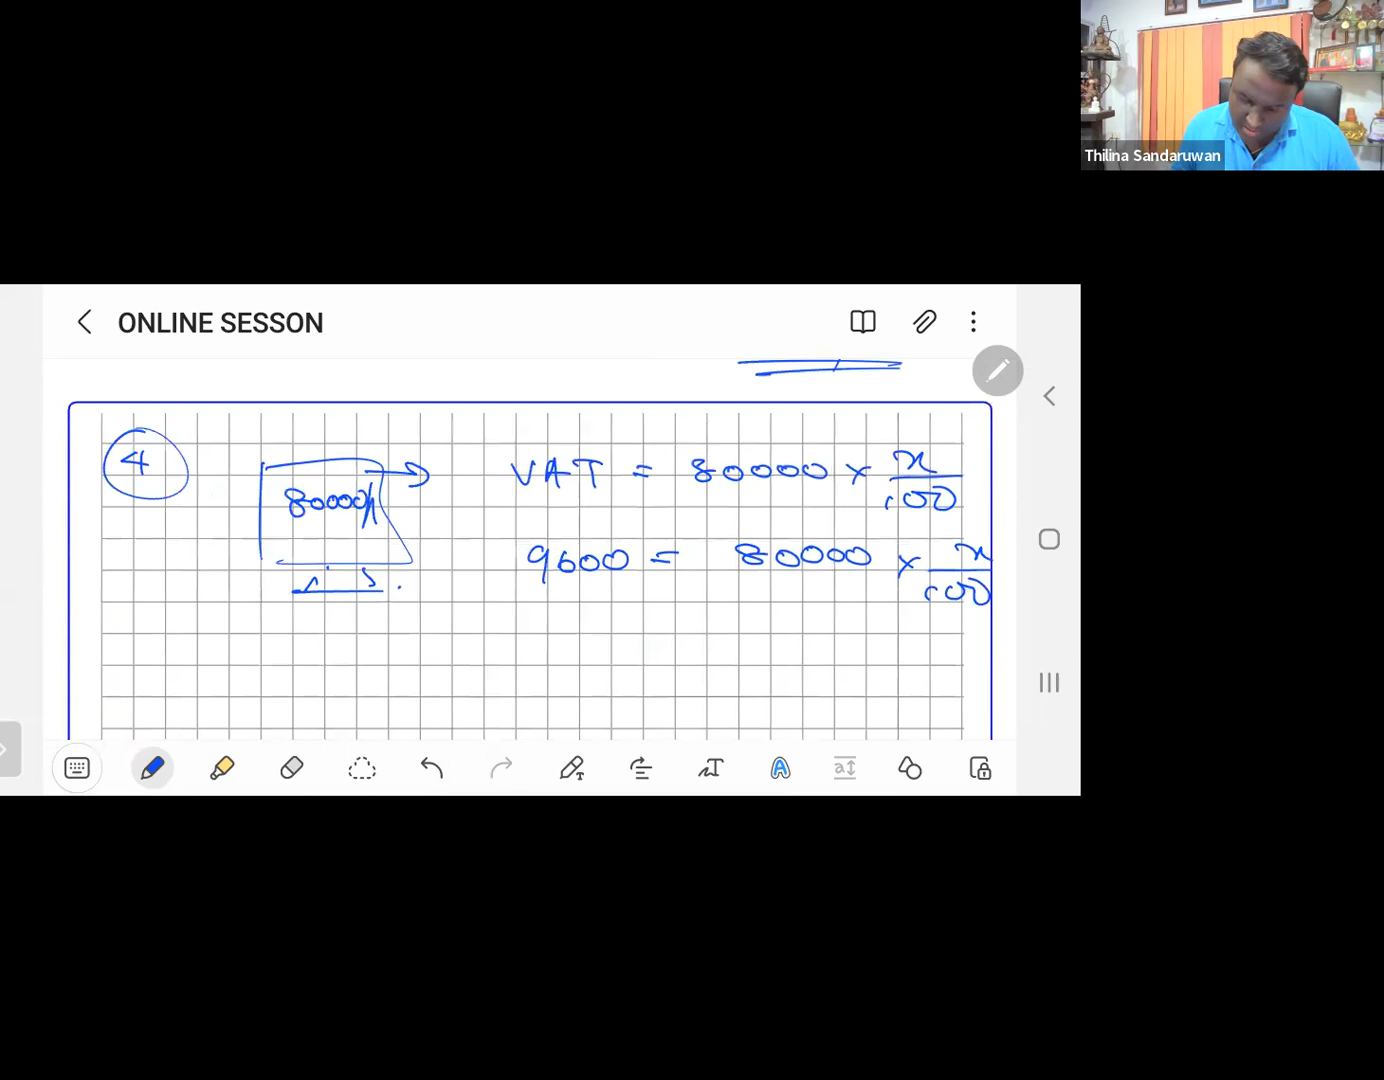 Thilina Sandaruwan
ONLINE SESSON
4
80000/
VAT = 80000 × x/100
9600 = 80000 × x/100